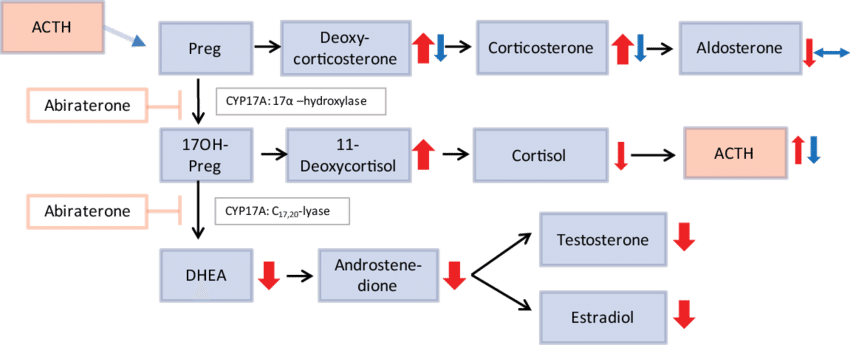 ACTH
Preg
Deoxy-
corticosterone
Corticosterone
Aldosterone
Abiraterone
CYP17A: 17α –hydroxylase
17OH-
Preg
11-
Deoxycortisol
Cortisol
ACTH
Abiraterone
CYP17A: C17,20-lyase
DHEA
Androstene-
dione
Testosterone
Estradiol